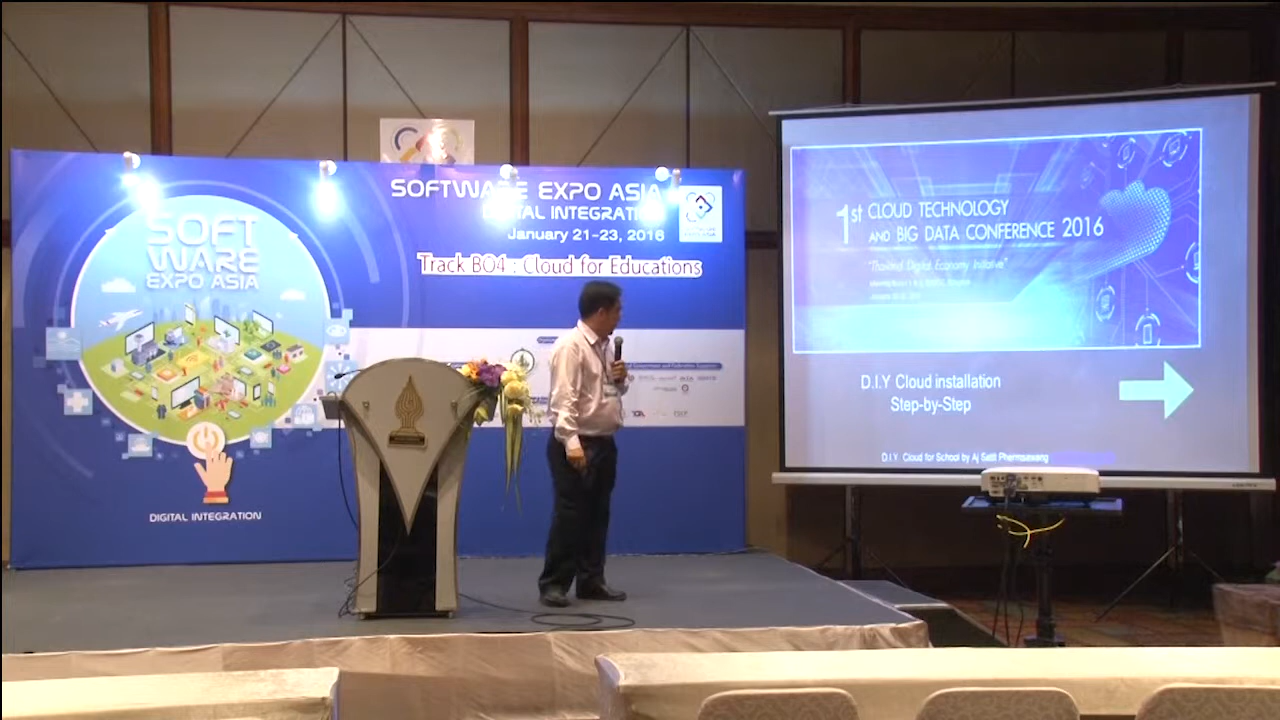 SOFTWARE EXPO ASIA
DIGITAL INTEGRATION
January 21-23, 2016
Track B04 : Cloud for Educations
SOFT
WARE
EXPO ASIA
DIGITAL INTEGRATION
1st CLOUD TECHNOLOGY
AND BIG DATA CONFERENCE 2016
"Thailand Digital Economy Initiative"
D.I.Y Cloud installation
Step-by-Step
D.I.Y. Cloud for School by Aj Satit